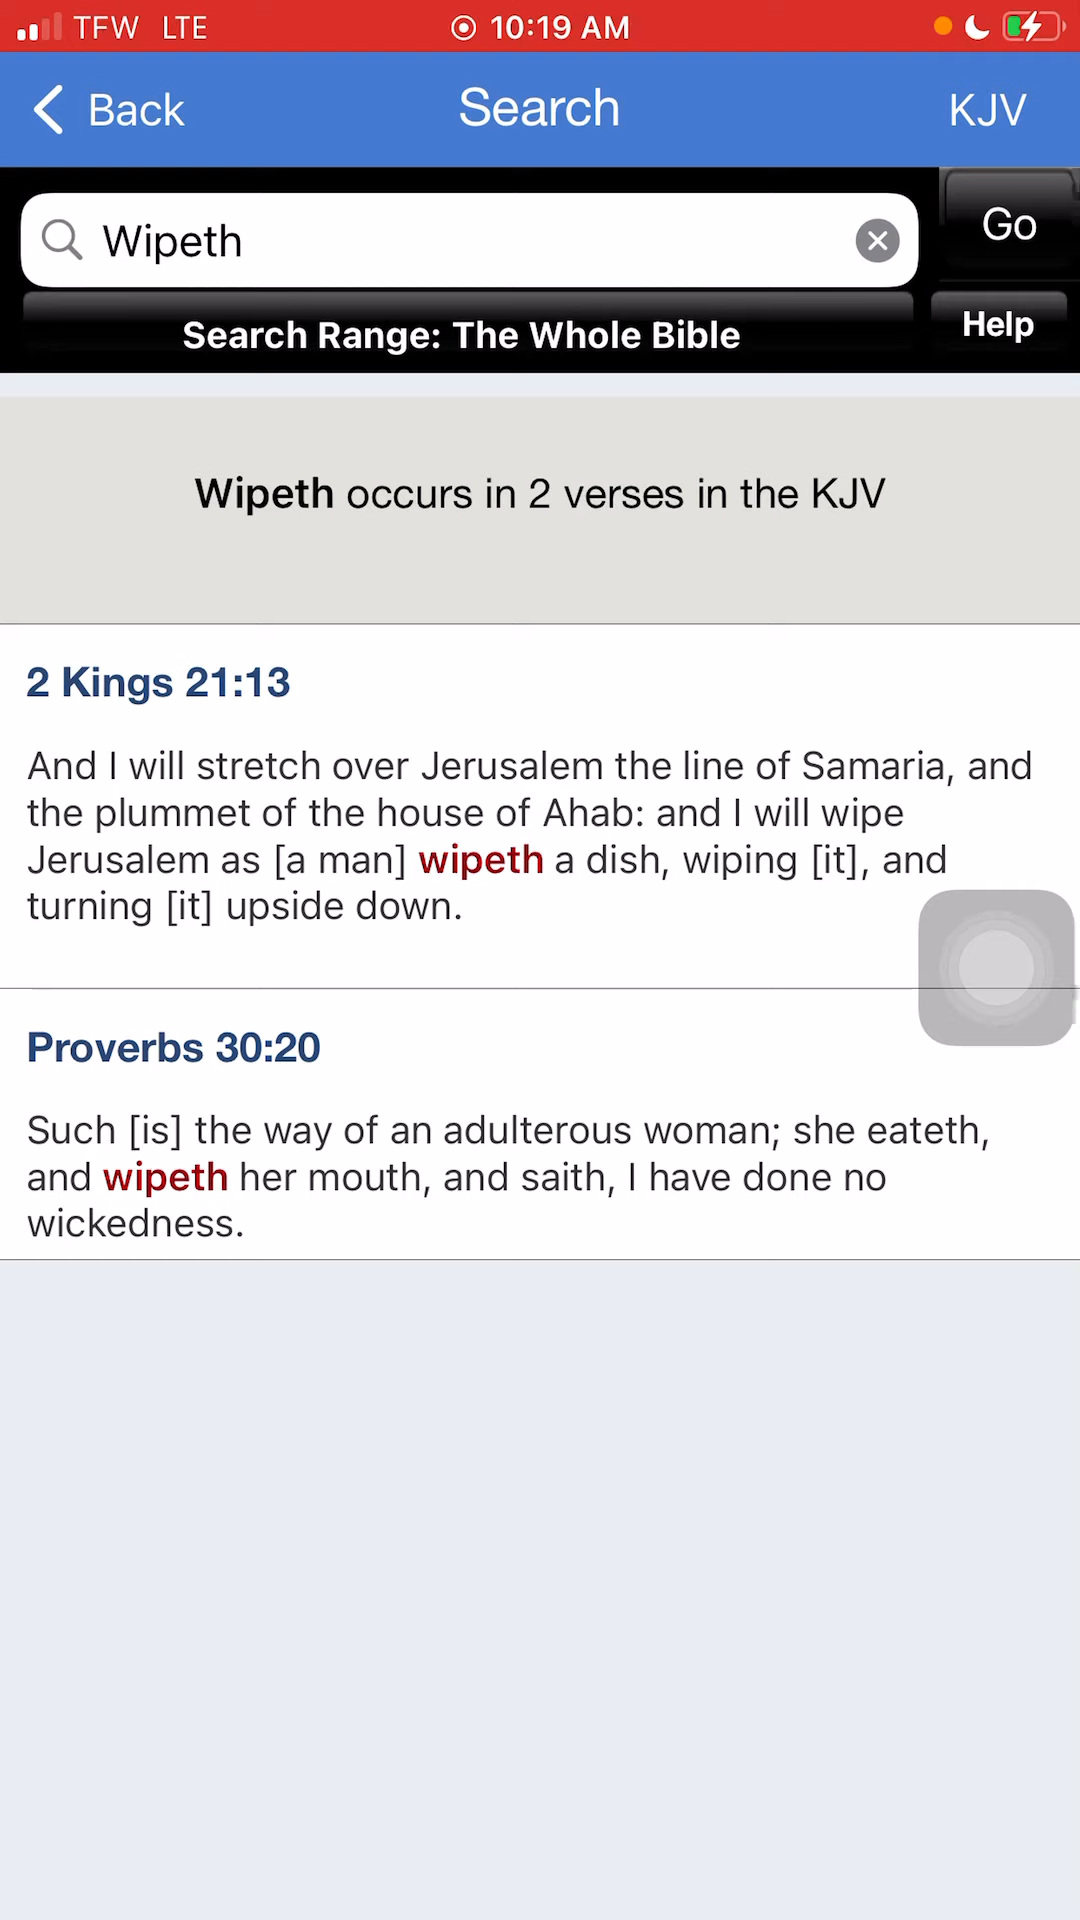 TFW LTE 10:19 AM
Back Search KJV
Wipeth Go
Search Range: The Whole Bible Help
Wipeth occurs in 2 verses in the KJV
2 Kings 21:13
And I will stretch over Jerusalem the line of Samaria, and
the plummet of the house of Ahab: and I will wipe
Jerusalem as [a man] wipeth a dish, wiping [it], and
turning [it] upside down.
Proverbs 30:20
Such [is] the way of an adulterous woman; she eateth,
and wipeth her mouth, and saith, I have done no
wickedness.